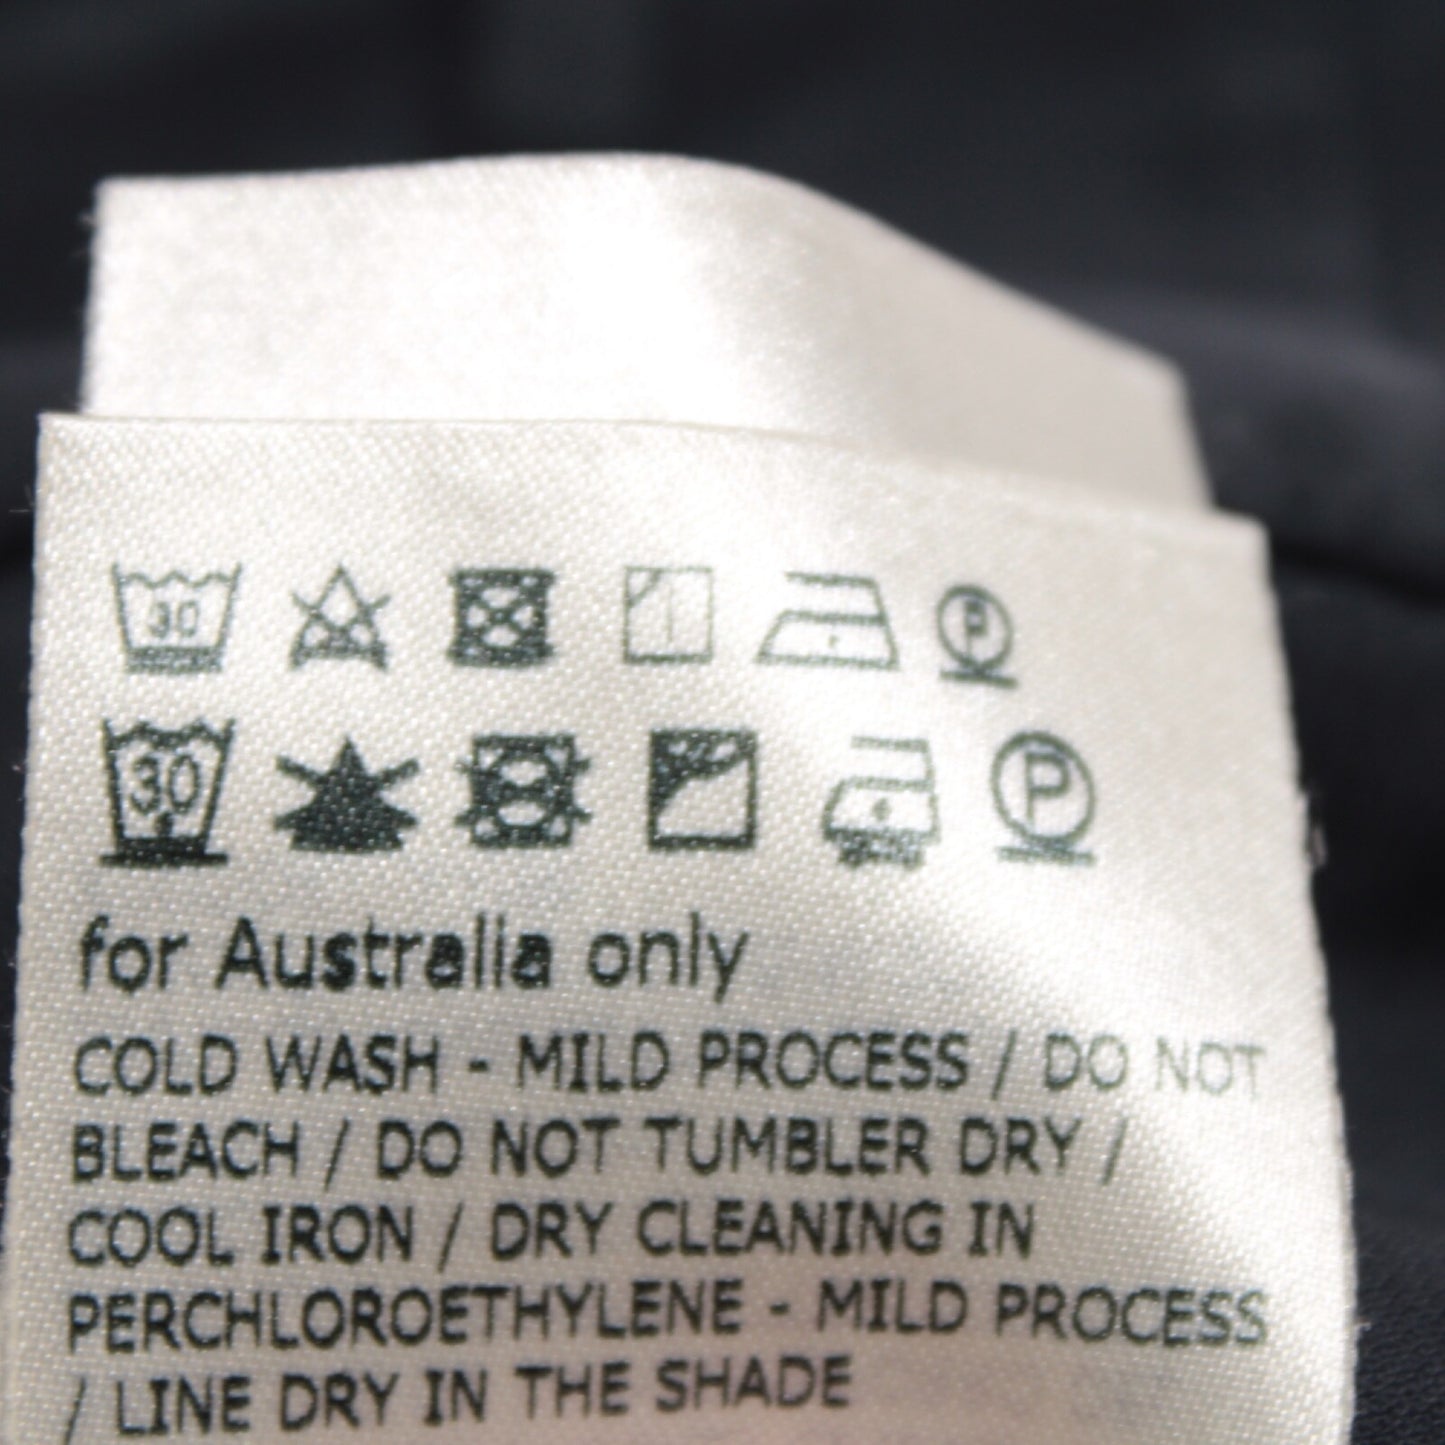 30 P
30 P
for Australia only
COLD WASH - MILD PROCESS / DO NOT
BLEACH / DO NOT TUMBLER DRY /
COOL IRON / DRY CLEANING IN
PERCHLOROETHYLENE - MILD PROCESS
/ LINE DRY IN THE SHADE